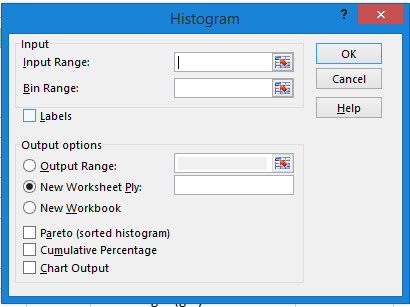 Histogram
?
Input
Input Range:
Bin Range:
Labels
OK
Cancel
Help
Output options
Output Range:
New Worksheet Ply:
New Workbook
Pareto (sorted histogram)
Cumulative Percentage
Chart Output